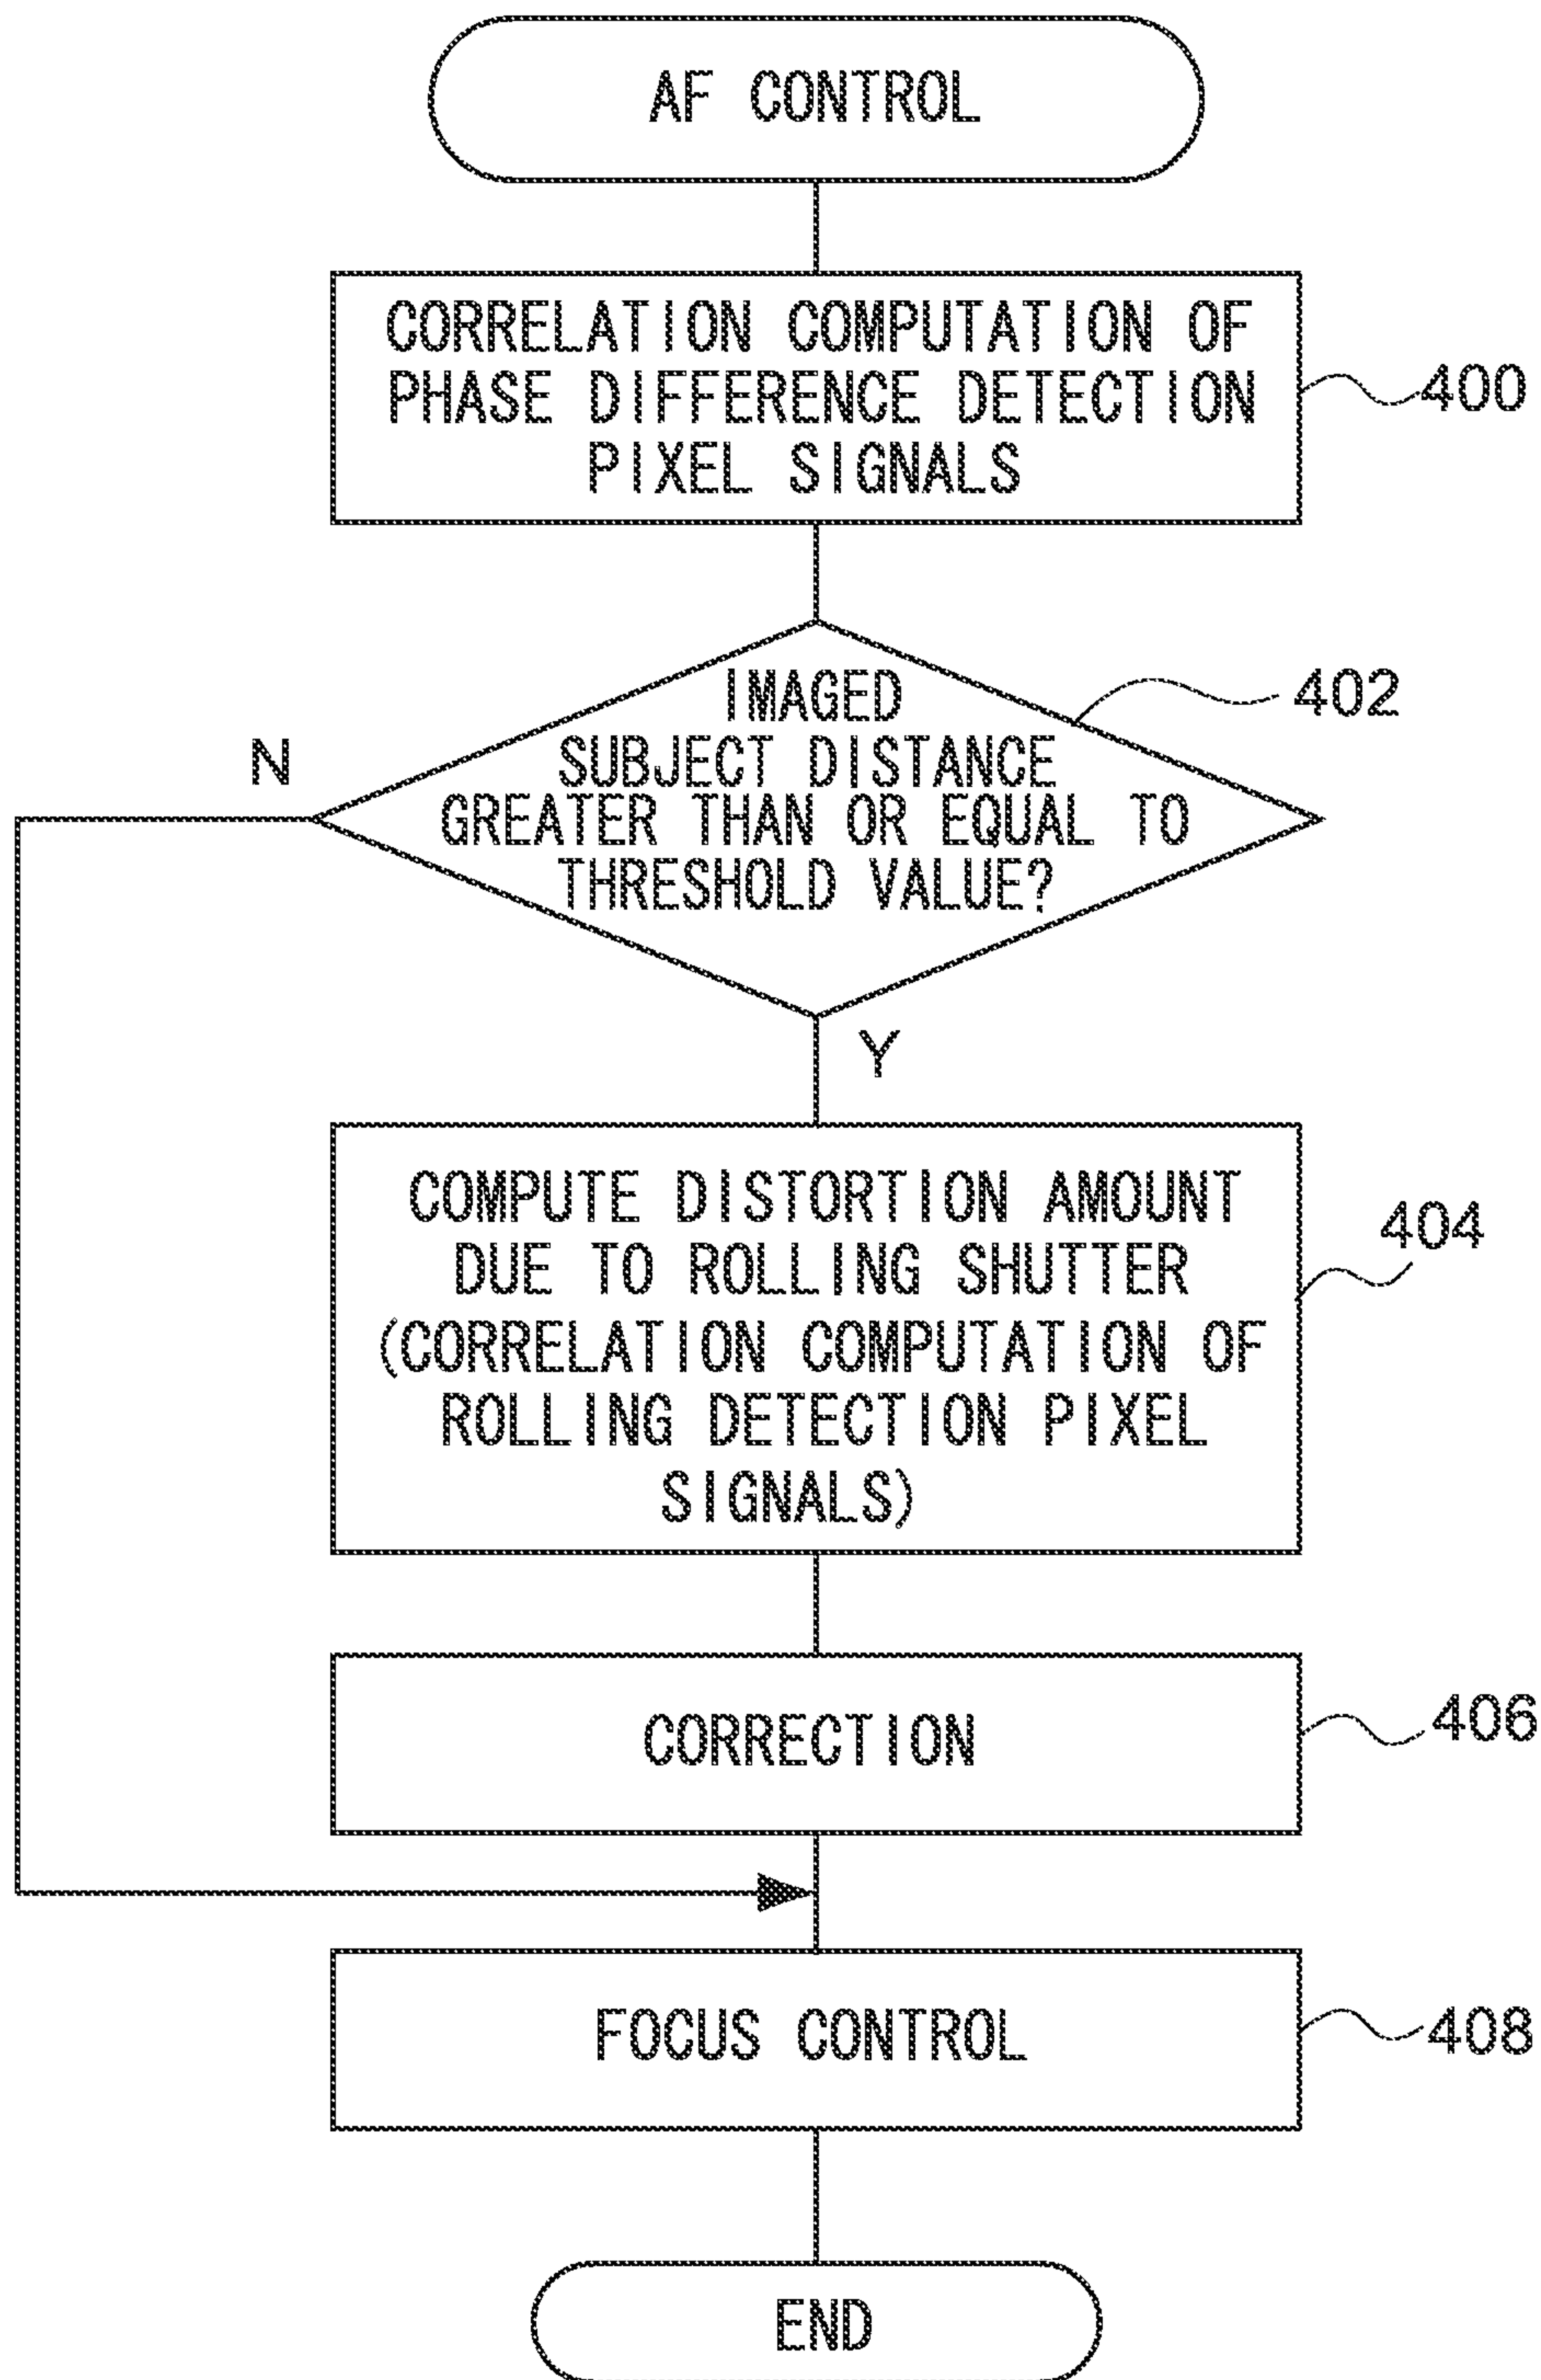 AF CONTROL
CORRELATION COMPUTATION OF
PHASE DIFFERENCE DETECTION
PIXEL SIGNALS
400
IMAGED
SUBJECT DISTANCE
GREATER THAN OR EQUAL TO
THRESHOLD VALUE?
402
N
Y
COMPUTE DISTORTION AMOUNT
DUE TO ROLLING SHUTTER
(CORRELATION COMPUTATION OF
ROLLING DETECTION PIXEL
SIGNALS)
404
CORRECTION
406
FOCUS CONTROL
408
END